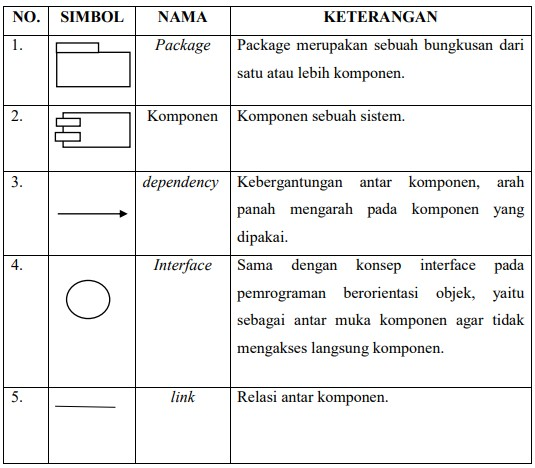 NO. SIMBOL NAMA KETERANGAN
1. Package Package merupakan sebuah bungkusan dari
satu atau lebih komponen.
2. Komponen Komponen sebuah sistem.
3. dependency Kebergantungan antar komponen, arah
panah mengarah pada komponen yang
dipakai.
4. Interface Sama dengan konsep interface pada
pemrograman berorientasi objek, yaitu
sebagai antar muka komponen agar tidak
mengakses langsung komponen.
5. link Relasi antar komponen.